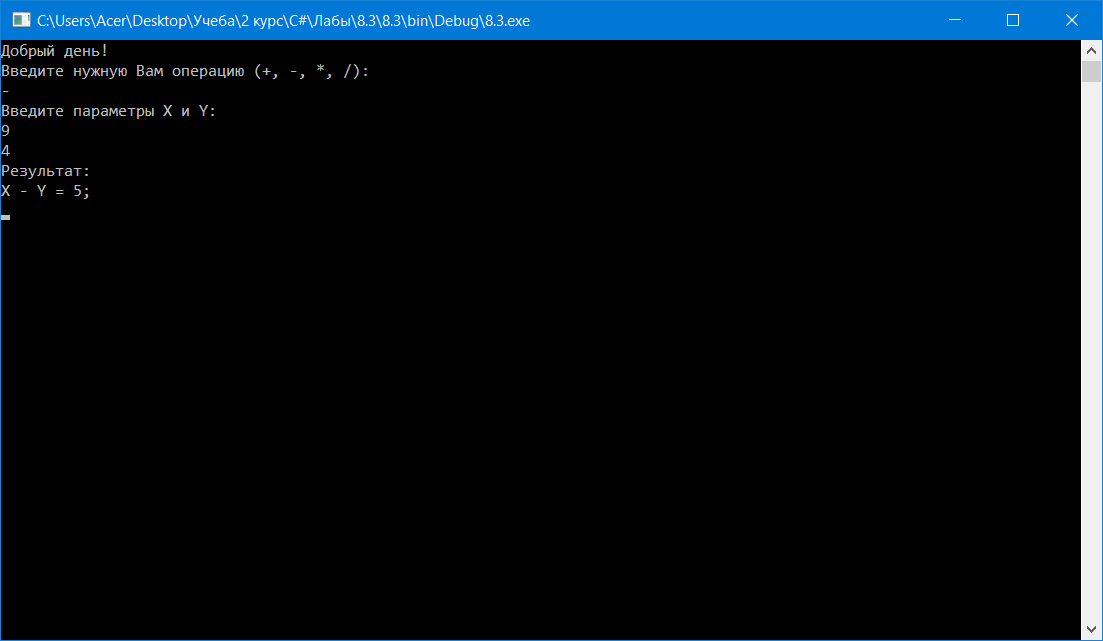 C:\Users\Acer\Desktop\Учеба\2 курс\C#\Лабы\8.3\8.3\bin\Debug\8.3.exe
Добрый день!
Введите нужную Вам операцию (+, -, *, /):
-
Введите параметры X и Y:
9
4
Результат:
X - Y = 5;